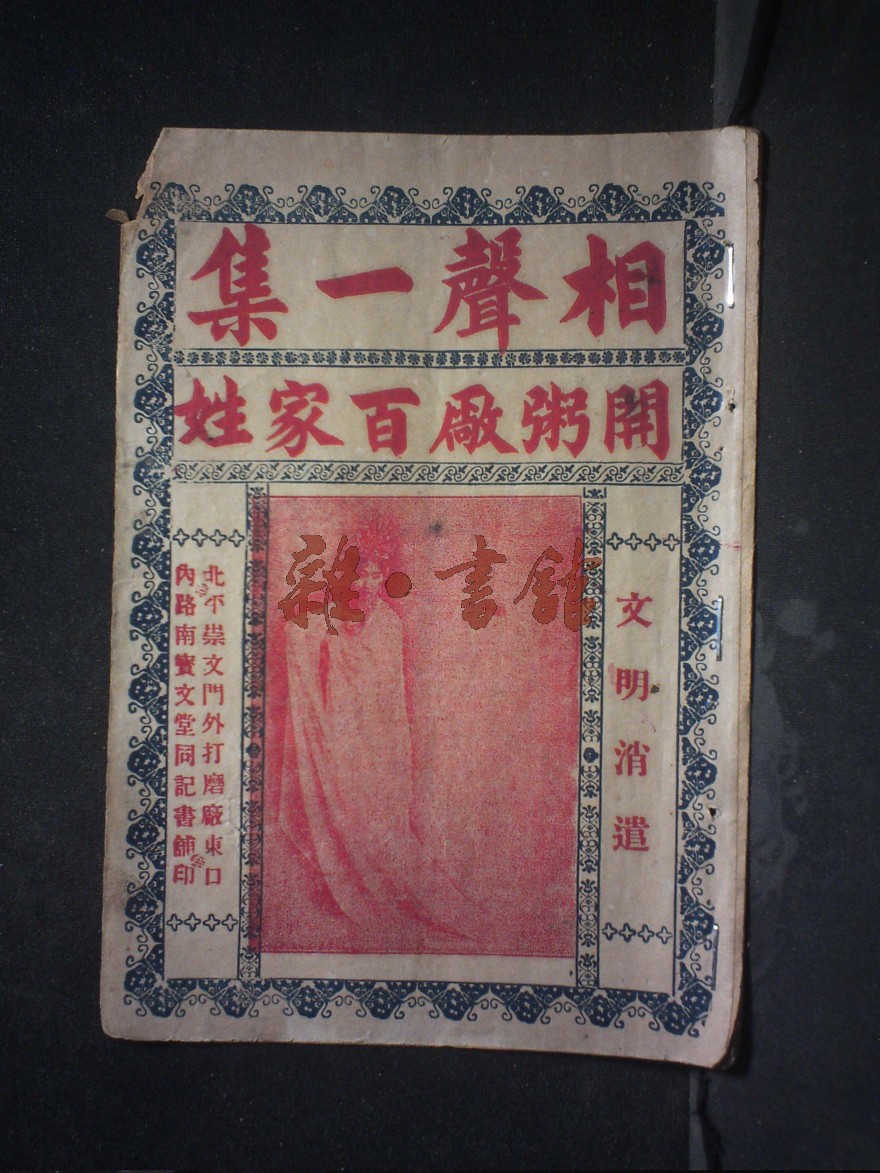 相聲一集
開粥廠百家姓
文明消遣
雜·書館
北平崇文門外打磨廠東口
內路南寶文堂同記書舖印